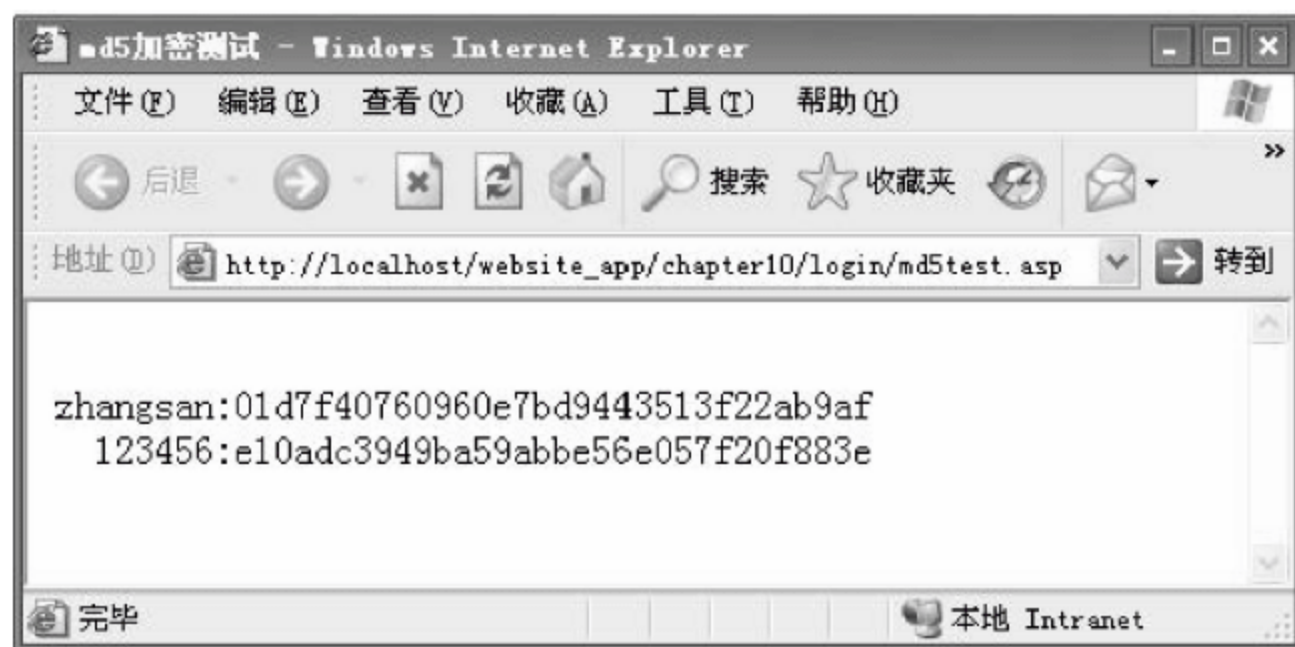 md5加密测试 - Windows Internet Explorer
文件(F) 编辑(E) 查看(V) 收藏(A) 工具(T) 帮助(H)
后退 搜索 收藏夹 »
地址(D) http://localhost/website_app/chapter10/login/md5test.asp 转到
zhangsan:01d7f40760960e7bd9443513f22ab9af
123456:e10adc3949ba59abbe56e057f20f883e
完毕 本地 Intranet